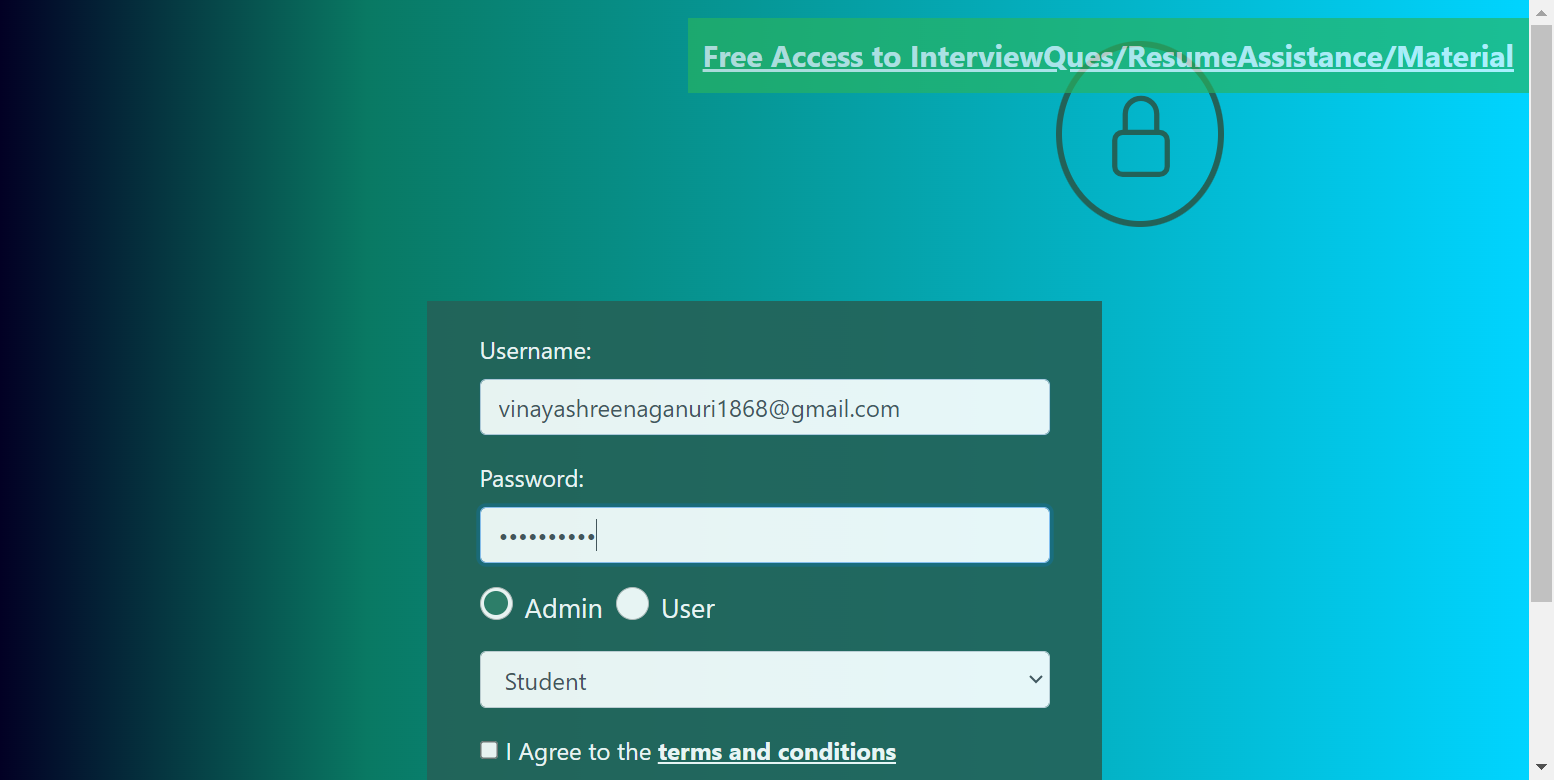 Free Access to InterviewQues/ResumeAssistance/Material
Username:
vinayashreenaganuri1868@gmail.com
Password:
••••••••••
Admin User
Student
I Agree to the terms and conditions